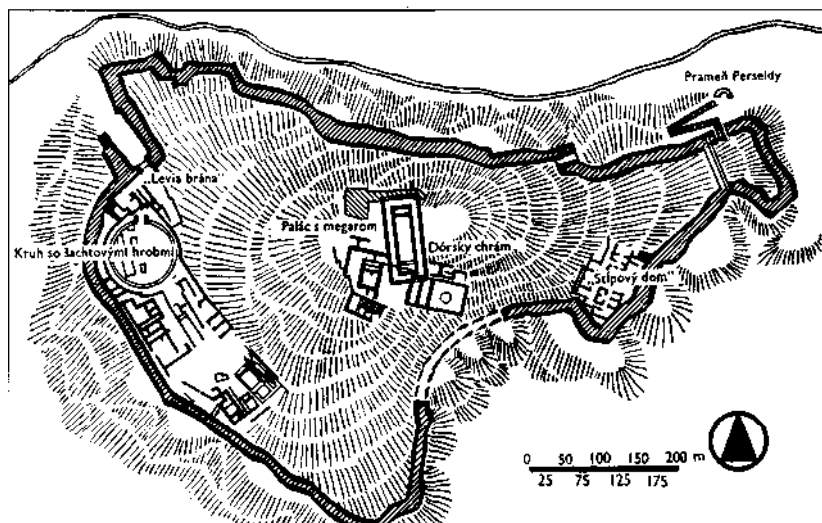 Prameň Perseidy
„Levia brána"
Palác s megarom
Dórsky chrám
Kruh so šachtovými hrobmi
„Stĺpový dom"
0 50 100 150 200 m
25 75 125 175